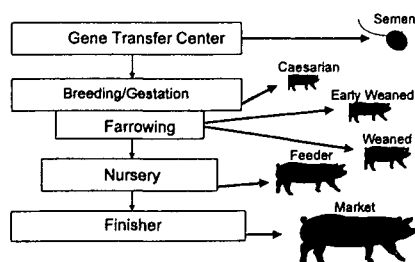 Gene Transfer Center
Semen
Breeding/Gestation
Caesarian
Early Weaned
Farrowing
Weaned
Nursery
Feeder
Finisher
Market